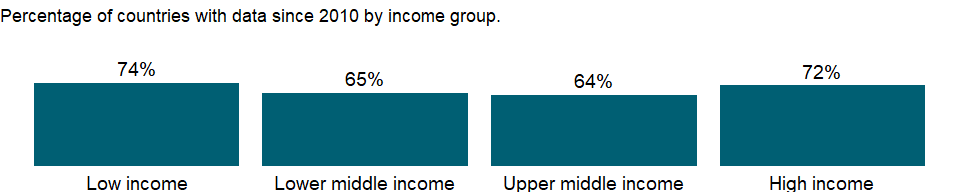 Percentage of countries with data since 2010 by income group.
74%
65%
64%
72%
Low income
Lower middle income
Upper middle income
High income